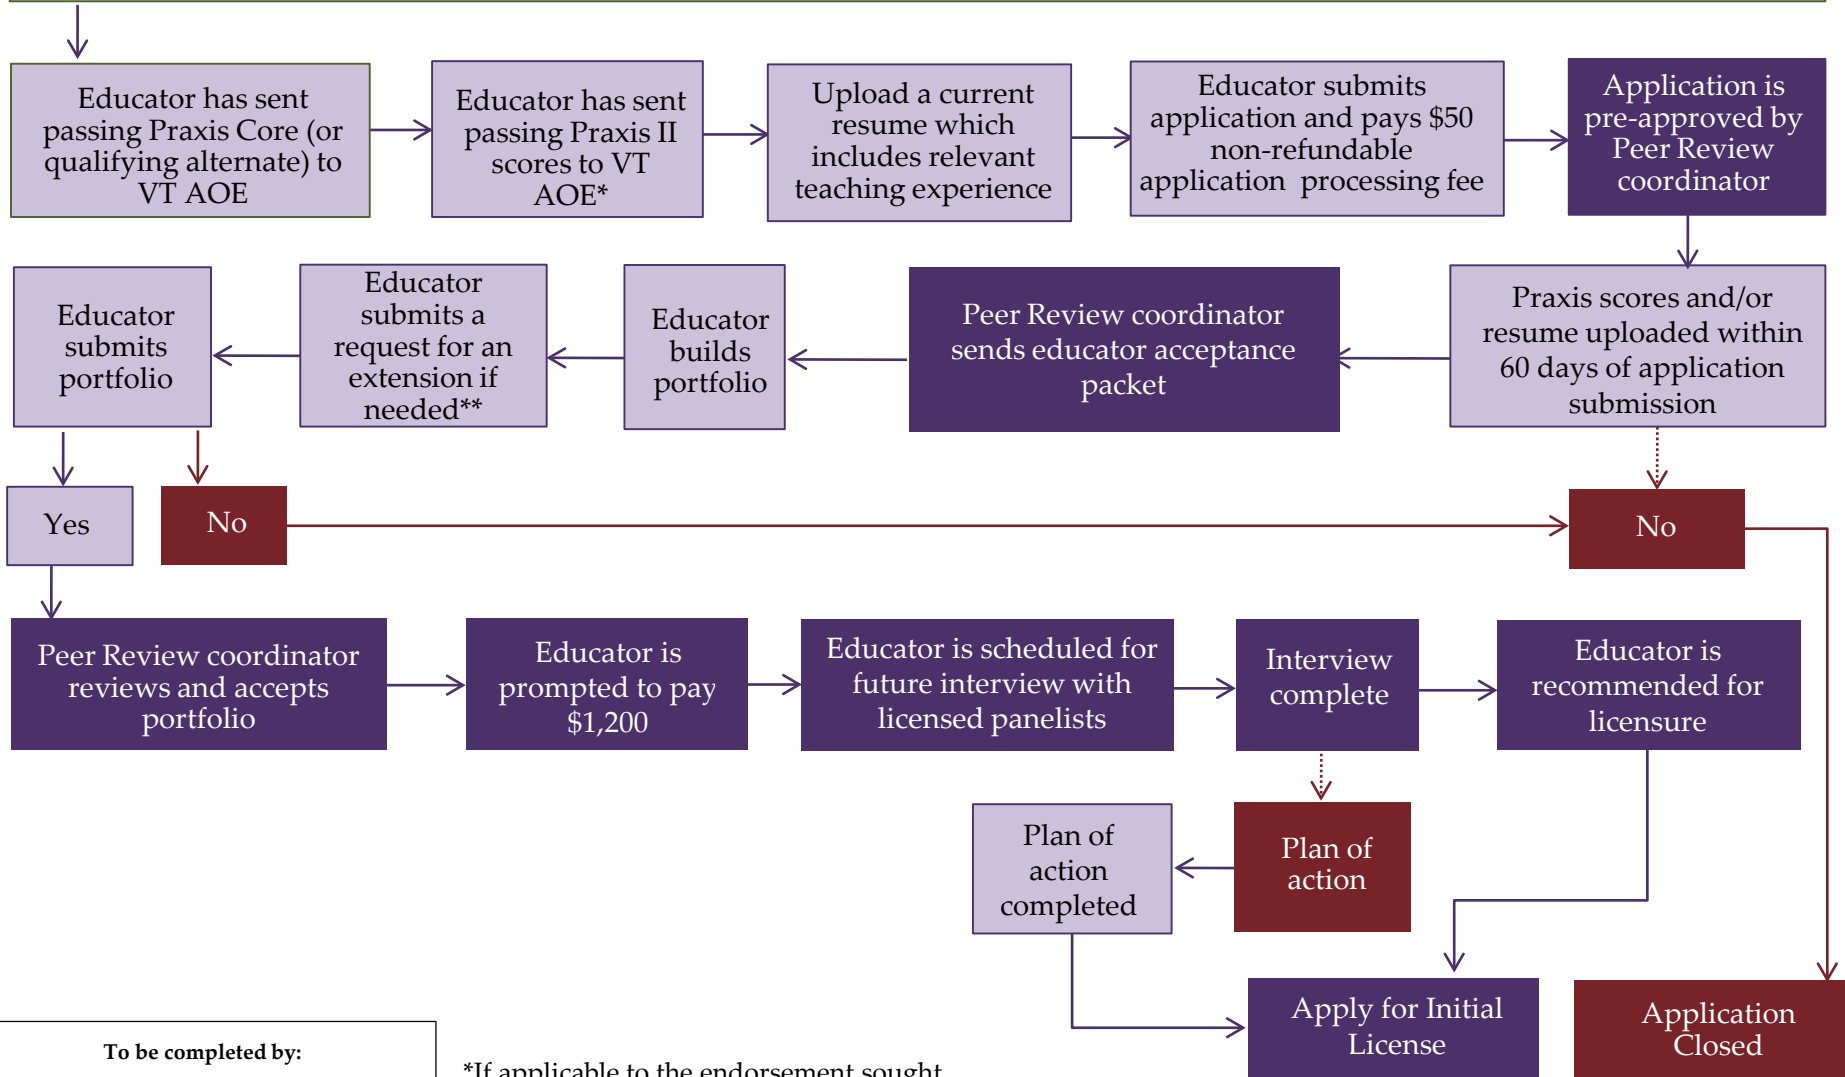 Educator has sent
passing Praxis Core (or
qualifying alternate) to
VT AOE
Educator has sent
passing Praxis II
scores to VT
AOE*
Upload a current
resume which
includes relevant
teaching experience
Educator submits
application and pays $50
non-refundable
application processing fee
Application is
pre-approved by
Peer Review
coordinator
Educator
submits
portfolio
Educator
submits a
request for an
extension if
needed**
Educator
builds
portfolio
Peer Review coordinator
sends educator acceptance
packet
Praxis scores and/or
resume uploaded within
60 days of application
submission
Yes
No
No
Peer Review coordinator
reviews and accepts
portfolio
Educator is
prompted to pay
$1,200
Educator is scheduled for
future interview with
licensed panelists
Interview
complete
Educator is
recommended for
licensure
Plan of
action
completed
Plan of
action
Apply for Initial
License
Application
Closed
To be completed by:
*If applicable to the endorsement sought